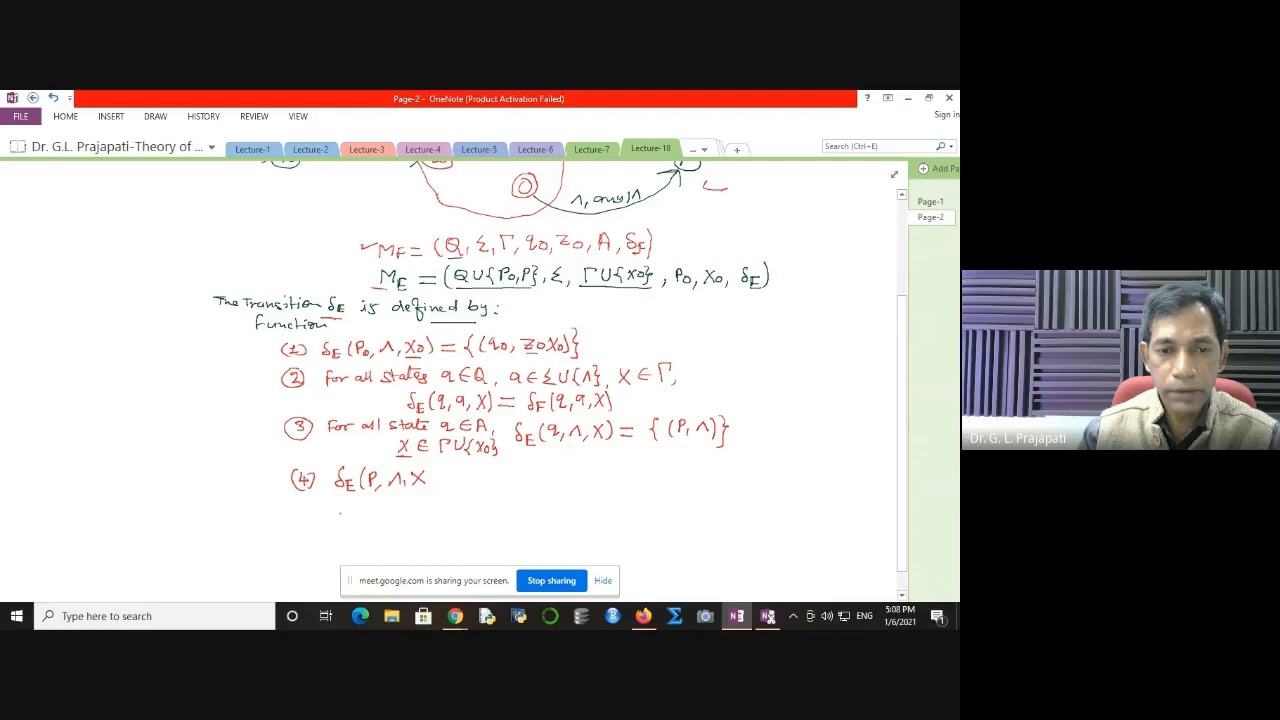 Page-2 - OneNote (Product Activation Failed)
FILE HOME INSERT DRAW HISTORY REVIEW VIEW
Sign in
Dr. G.L. Prajapati-Theory of ...
Lecture-1 Lecture-2 Lecture-3 Lecture-4 Lecture-5 Lecture-6 Lecture-7 Lecture-18 ... +
Search (Ctrl+E)
Add Pa
Page-1
Page-2
Λ, any/Λ
MF = (Q, Σ, Γ, q0, Z0, A, δF)
ME = (Q∪{P0,P}, Σ, Γ∪{X0}, P0, X0, δE)
The Transition δE is defined by:
Function
(1) δE(P0, Λ, X0) = {(q0, Z0X0)}
(2) For all states q∈Q, a∈Σ∪{Λ}, X∈Γ,
δE(q, a, X) = δF(q, a, X)
(3) For all state q∈A, δE(q, Λ, X) = {(P, Λ)}
X ∈ Γ∪{X0}
(4) δE(P, Λ, X
meet.google.com is sharing your screen. Stop sharing Hide
Dr. G. L. Prajapati
Type here to search
ENG
5:08 PM
1/6/2021